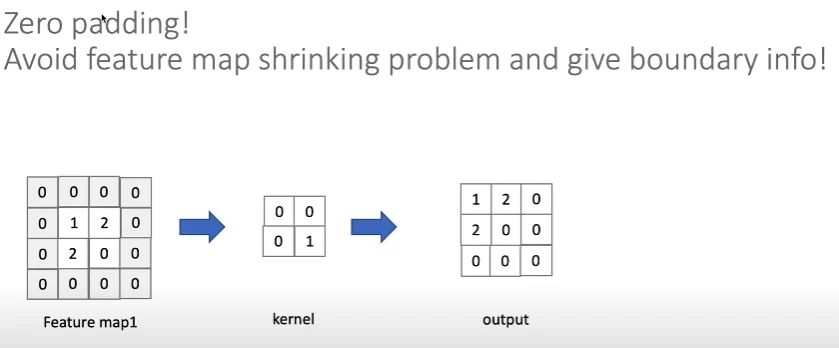 Zero padding!
Avoid feature map shrinking problem and give boundary info!
0 0 0 0
0 1 2 0
0 2 0 0
0 0 0 0
Feature map1
0 0
0 1
kernel
1 2 0
2 0 0
0 0 0
output